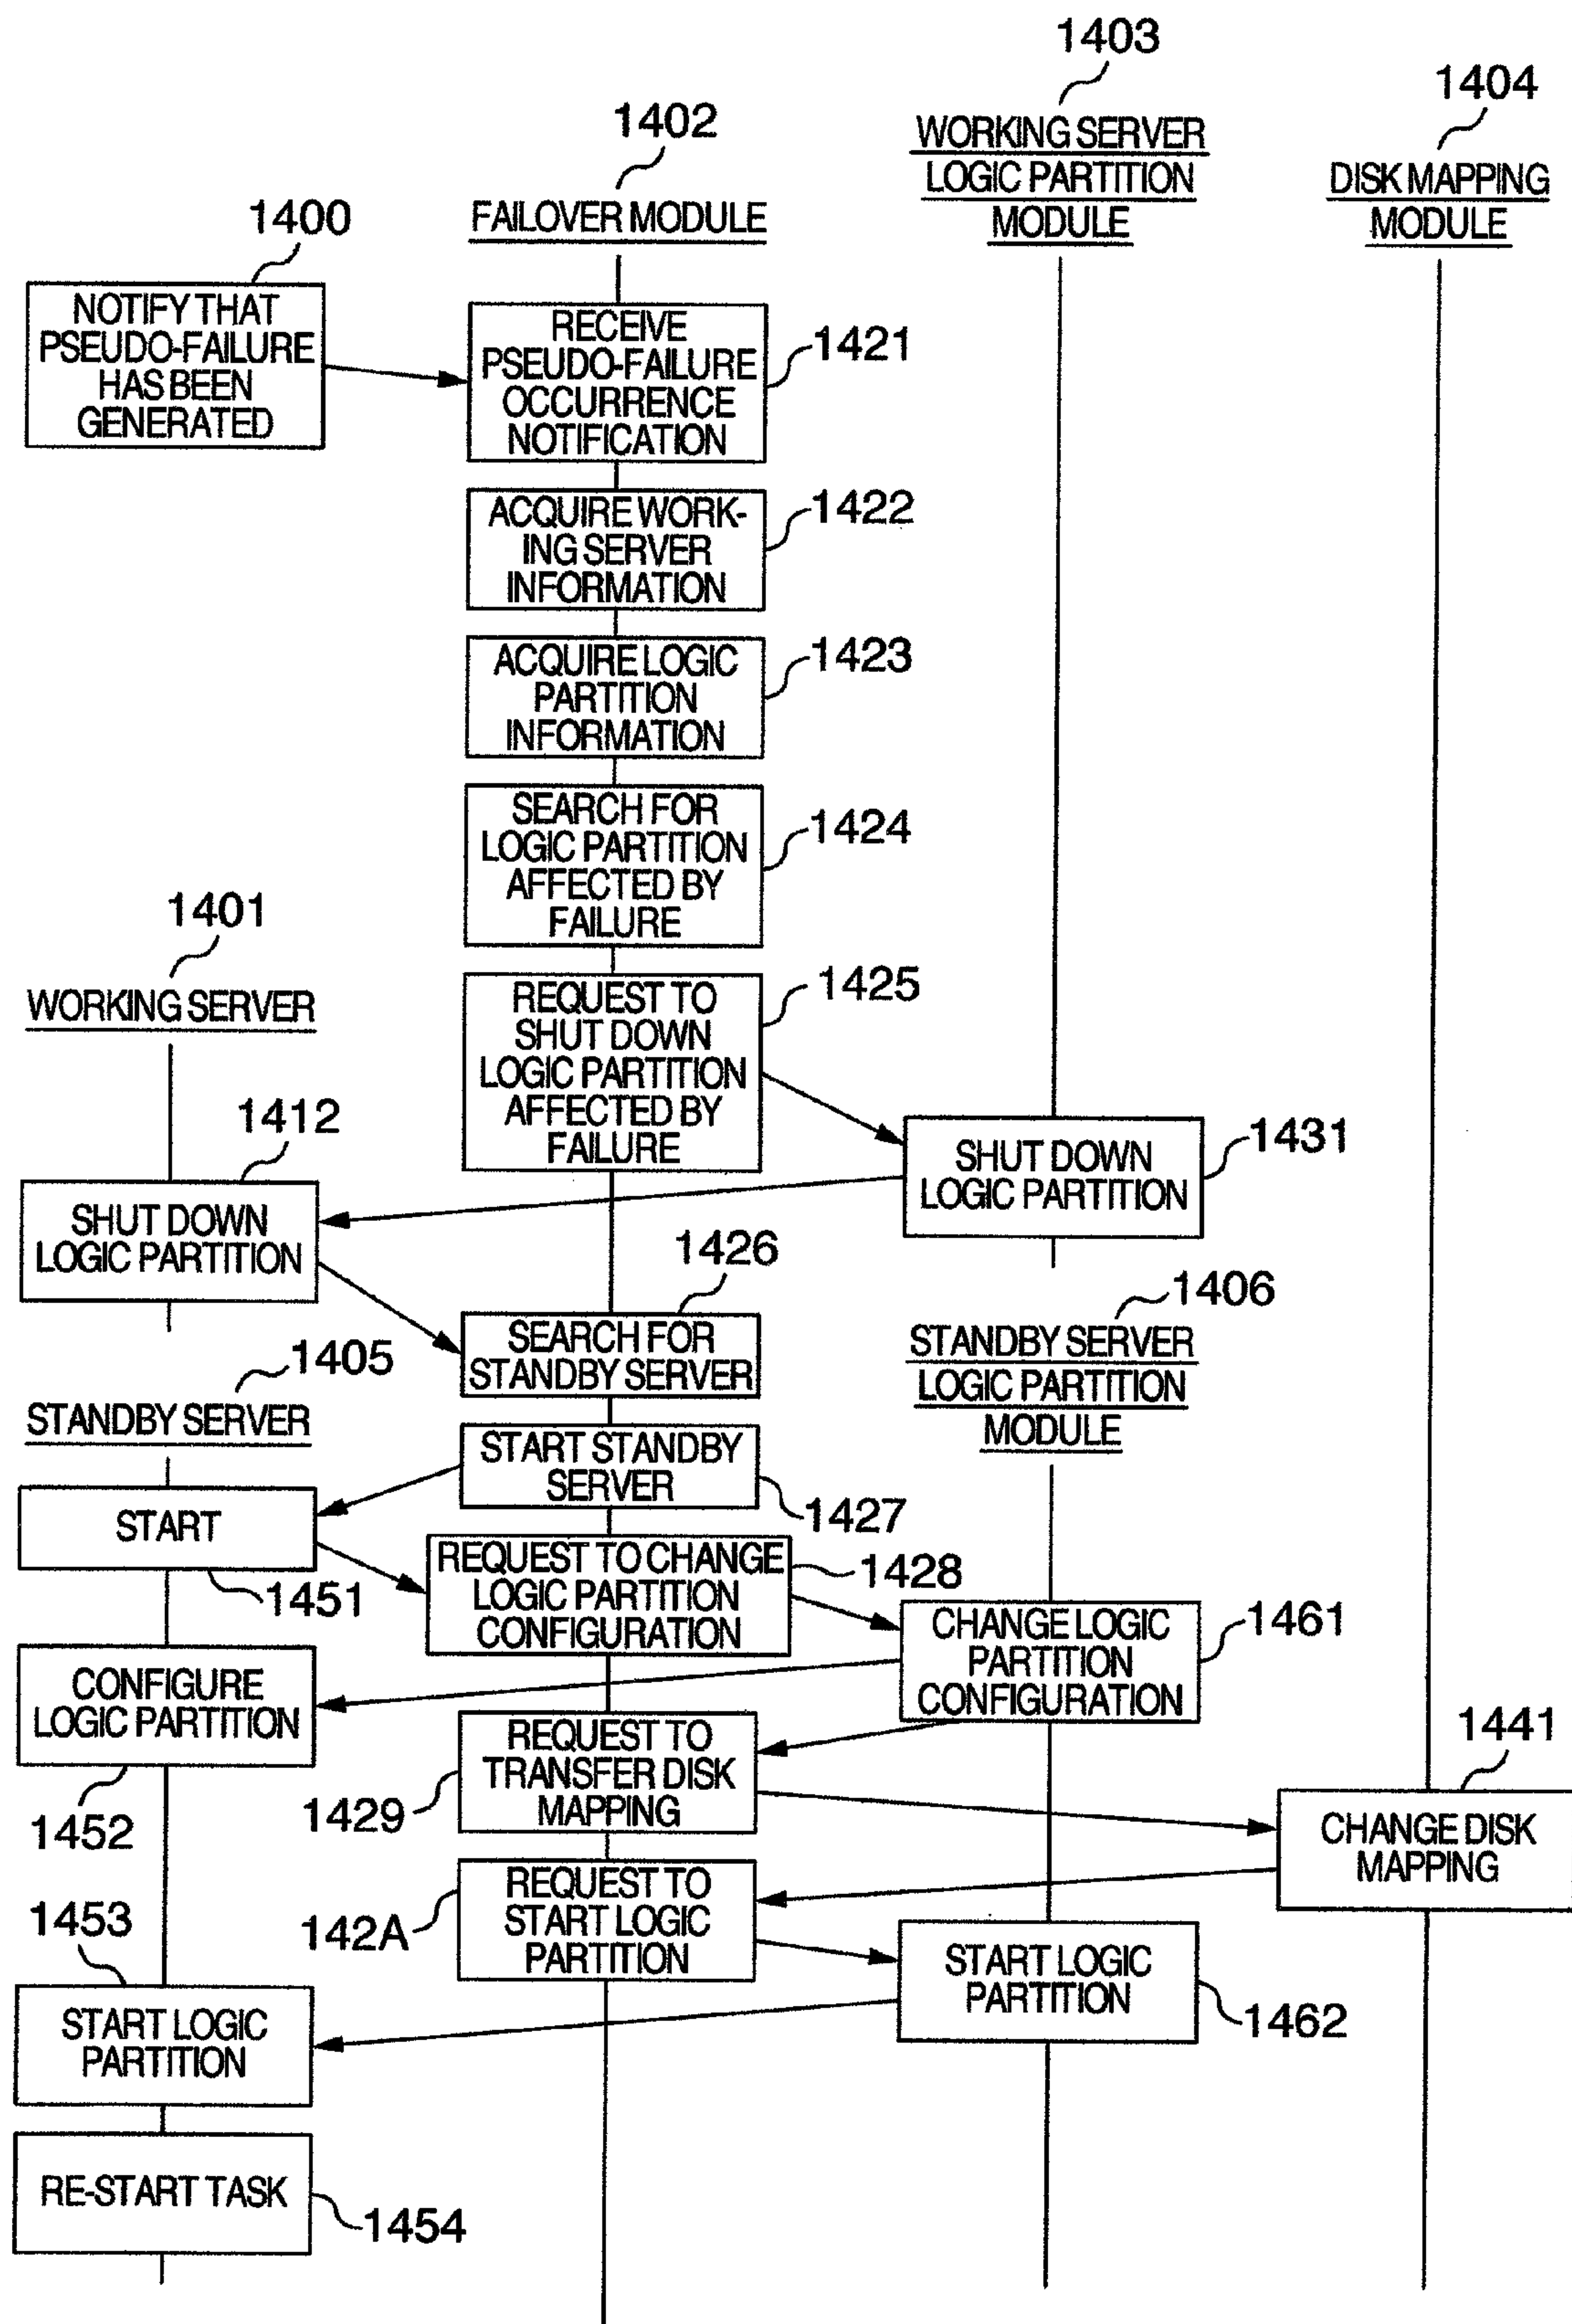 1403
WORKING SERVER
LOGIC PARTITION
MODULE
1404
DISK MAPPING
MODULE
1402
FAILOVER MODULE
1400
NOTIFY THAT
PSEUDO-FAILURE
HAS BEEN
GENERATED
RECEIVE
PSEUDO-FAILURE
OCCURRENCE
NOTIFICATION
1421
ACQUIRE WORK-
ING SERVER
INFORMATION
1422
ACQUIRE LOGIC
PARTITION
INFORMATION
1423
SEARCH FOR
LOGIC PARTITION
AFFECTED BY
FAILURE
1424
1401
WORKING SERVER
REQUEST TO
SHUT DOWN
LOGIC PARTITION
AFFECTED BY
FAILURE
1425
SHUT DOWN
LOGIC PARTITION
1431
1412
SHUT DOWN
LOGIC PARTITION
1426
SEARCH FOR
STANDBY SERVER
1406
STANDBY SERVER
LOGIC PARTITION
MODULE
1405
STANDBY SERVER
START STANDBY
SERVER
1427
START
1451
REQUEST TO CHANGE
LOGIC PARTITION
CONFIGURATION
1428
CHANGE LOGIC
PARTITION
CONFIGURATION
1461
CONFIGURE
LOGIC PARTITION
1452
REQUEST TO
TRANSFER DISK
MAPPING
1429
1441
CHANGE DISK
MAPPING
REQUEST TO
START LOGIC
PARTITION
142A
START LOGIC
PARTITION
1462
1453
START LOGIC
PARTITION
RE-START TASK
1454